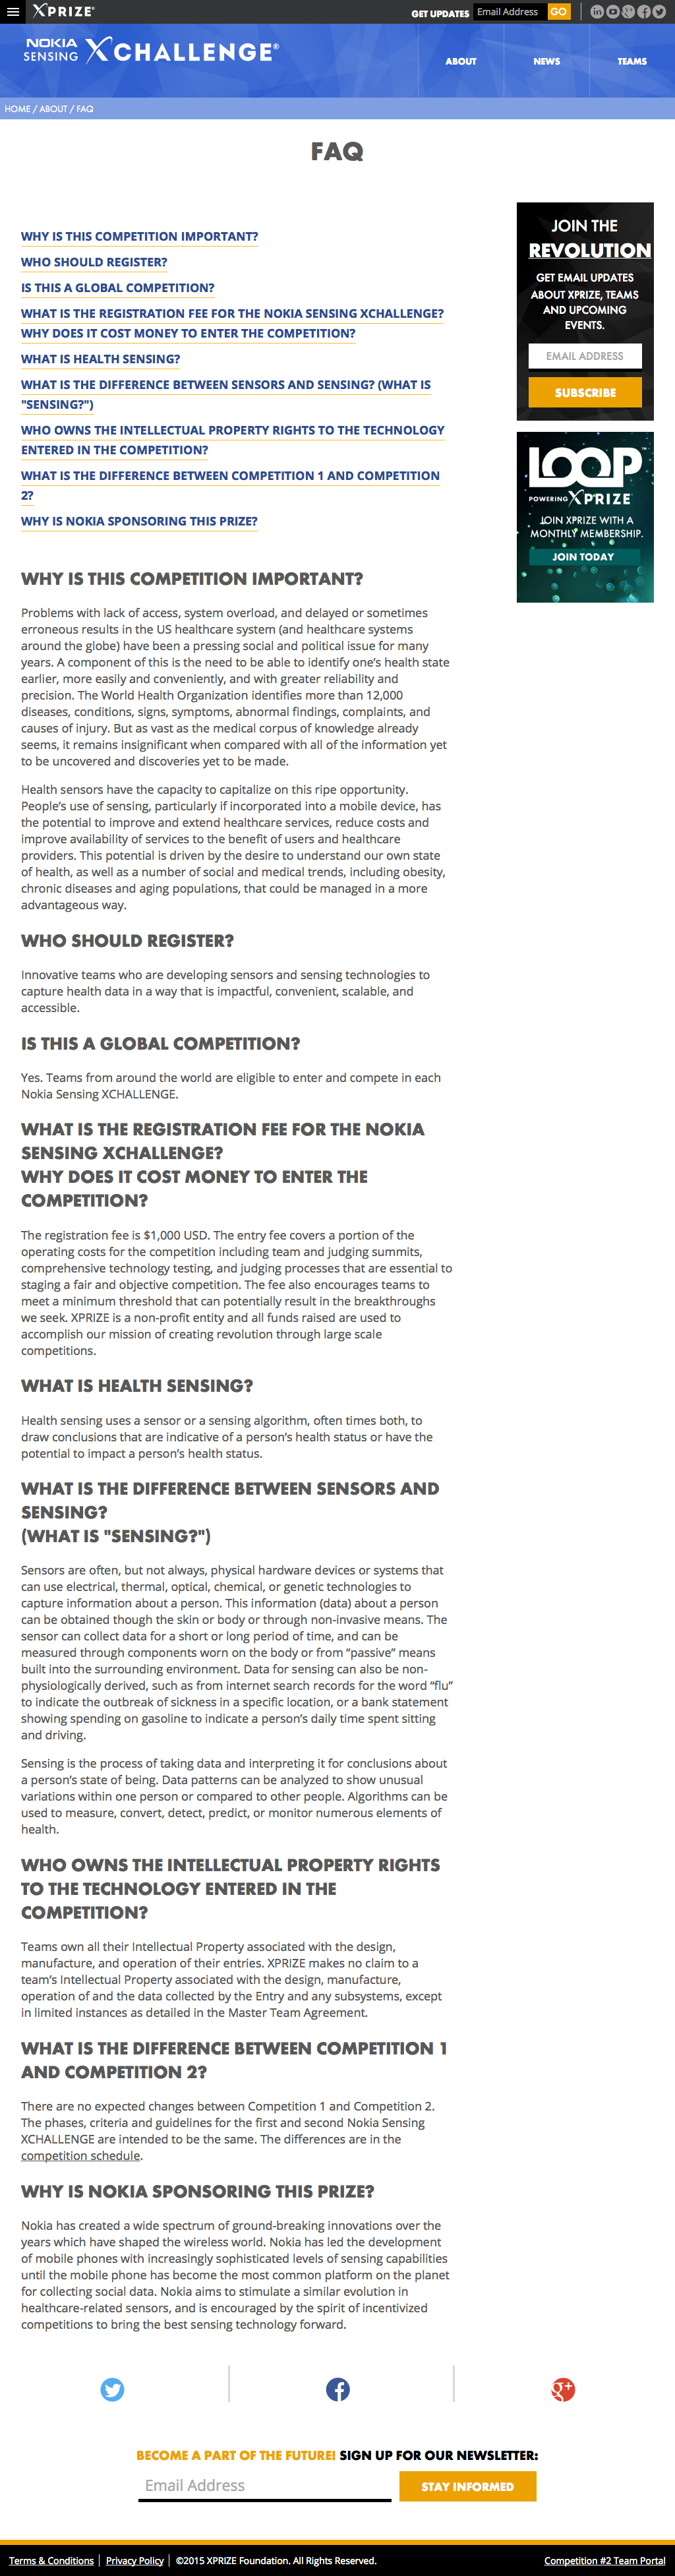 XPRIZE®
GET UPDATES
Email Address
GO
NOKIA
SENSING XCHALLENGE®
ABOUT
NEWS
TEAMS
HOME / ABOUT / FAQ
FAQ
WHY IS THIS COMPETITION IMPORTANT?
WHO SHOULD REGISTER?
IS THIS A GLOBAL COMPETITION?
WHAT IS THE REGISTRATION FEE FOR THE NOKIA SENSING XCHALLENGE?
WHY DOES IT COST MONEY TO ENTER THE COMPETITION?
WHAT IS HEALTH SENSING?
WHAT IS THE DIFFERENCE BETWEEN SENSORS AND SENSING? (WHAT IS
"SENSING?")
WHO OWNS THE INTELLECTUAL PROPERTY RIGHTS TO THE TECHNOLOGY
ENTERED IN THE COMPETITION?
WHAT IS THE DIFFERENCE BETWEEN COMPETITION 1 AND COMPETITION
2?
WHY IS NOKIA SPONSORING THIS PRIZE?
JOIN THE
REVOLUTION
GET EMAIL UPDATES
ABOUT XPRIZE, TEAMS
AND UPCOMING
EVENTS.
EMAIL ADDRESS
SUBSCRIBE
LOOP™
POWERING XPRIZE
JOIN XPRIZE WITH A
MONTHLY MEMBERSHIP.
JOIN TODAY
WHY IS THIS COMPETITION IMPORTANT?
Problems with lack of access, system overload, and delayed or sometimes
erroneous results in the US healthcare system (and healthcare systems
around the globe) have been a pressing social and political issue for many
years. A component of this is the need to be able to identify one’s health state
earlier, more easily and conveniently, and with greater reliability and
precision. The World Health Organization identifies more than 12,000
diseases, conditions, signs, symptoms, abnormal findings, complaints, and
causes of injury. But as vast as the medical corpus of knowledge already
seems, it remains insignificant when compared with all of the information yet
to be uncovered and discoveries yet to be made.
Health sensors have the capacity to capitalize on this ripe opportunity.
People’s use of sensing, particularly if incorporated into a mobile device, has
the potential to improve and extend healthcare services, reduce costs and
improve availability of services to the benefit of users and healthcare
providers. This potential is driven by the desire to understand our own state
of health, as well as a number of social and medical trends, including obesity,
chronic diseases and aging populations, that could be managed in a more
advantageous way.
WHO SHOULD REGISTER?
Innovative teams who are developing sensors and sensing technologies to
capture health data in a way that is impactful, convenient, scalable, and
accessible.
IS THIS A GLOBAL COMPETITION?
Yes. Teams from around the world are eligible to enter and compete in each
Nokia Sensing XCHALLENGE.
WHAT IS THE REGISTRATION FEE FOR THE NOKIA
SENSING XCHALLENGE?
WHY DOES IT COST MONEY TO ENTER THE
COMPETITION?
The registration fee is $1,000 USD. The entry fee covers a portion of the
operating costs for the competition including team and judging summits,
comprehensive technology testing, and judging processes that are essential to
staging a fair and objective competition. The fee also encourages teams to
meet a minimum threshold that can potentially result in the breakthroughs
we seek. XPRIZE is a non-profit entity and all funds raised are used to
accomplish our mission of creating revolution through large scale
competitions.
WHAT IS HEALTH SENSING?
Health sensing uses a sensor or a sensing algorithm, often times both, to
draw conclusions that are indicative of a person’s health status or have the
potential to impact a person’s health status.
WHAT IS THE DIFFERENCE BETWEEN SENSORS AND
SENSING?
(WHAT IS "SENSING?")
Sensors are often, but not always, physical hardware devices or systems that
can use electrical, thermal, optical, chemical, or genetic technologies to
capture information about a person. This information (data) about a person
can be obtained though the skin or body or through non-invasive means. The
sensor can collect data for a short or long period of time, and can be
measured through components worn on the body or from “passive” means
built into the surrounding environment. Data for sensing can also be non-
physiologically derived, such as from internet search records for the word “flu”
to indicate the outbreak of sickness in a specific location, or a bank statement
showing spending on gasoline to indicate a person’s daily time spent sitting
and driving.
Sensing is the process of taking data and interpreting it for conclusions about
a person’s state of being. Data patterns can be analyzed to show unusual
variations within one person or compared to other people. Algorithms can be
used to measure, convert, detect, predict, or monitor numerous elements of
health.
WHO OWNS THE INTELLECTUAL PROPERTY RIGHTS
TO THE TECHNOLOGY ENTERED IN THE
COMPETITION?
Teams own all their Intellectual Property associated with the design,
manufacture, and operation of their entries. XPRIZE makes no claim to a
team’s Intellectual Property associated with the design, manufacture,
operation of and the data collected by the Entry and any subsystems, except
in limited instances as detailed in the Master Team Agreement.
WHAT IS THE DIFFERENCE BETWEEN COMPETITION 1
AND COMPETITION 2?
There are no expected changes between Competition 1 and Competition 2.
The phases, criteria and guidelines for the first and second Nokia Sensing
XCHALLENGE are intended to be the same. The differences are in the
competition schedule.
WHY IS NOKIA SPONSORING THIS PRIZE?
Nokia has created a wide spectrum of ground-breaking innovations over the
years which have shaped the wireless world. Nokia has led the development
of mobile phones with increasingly sophisticated levels of sensing capabilities
until the mobile phone has become the most common platform on the planet
for collecting social data. Nokia aims to stimulate a similar evolution in
healthcare-related sensors, and is encouraged by the spirit of incentivized
competitions to bring the best sensing technology forward.
BECOME A PART OF THE FUTURE! SIGN UP FOR OUR NEWSLETTER:
Email Address
STAY INFORMED
Terms & Conditions | Privacy Policy | ©2015 XPRIZE Foundation. All Rights Reserved.
Competition #2 Team Portal